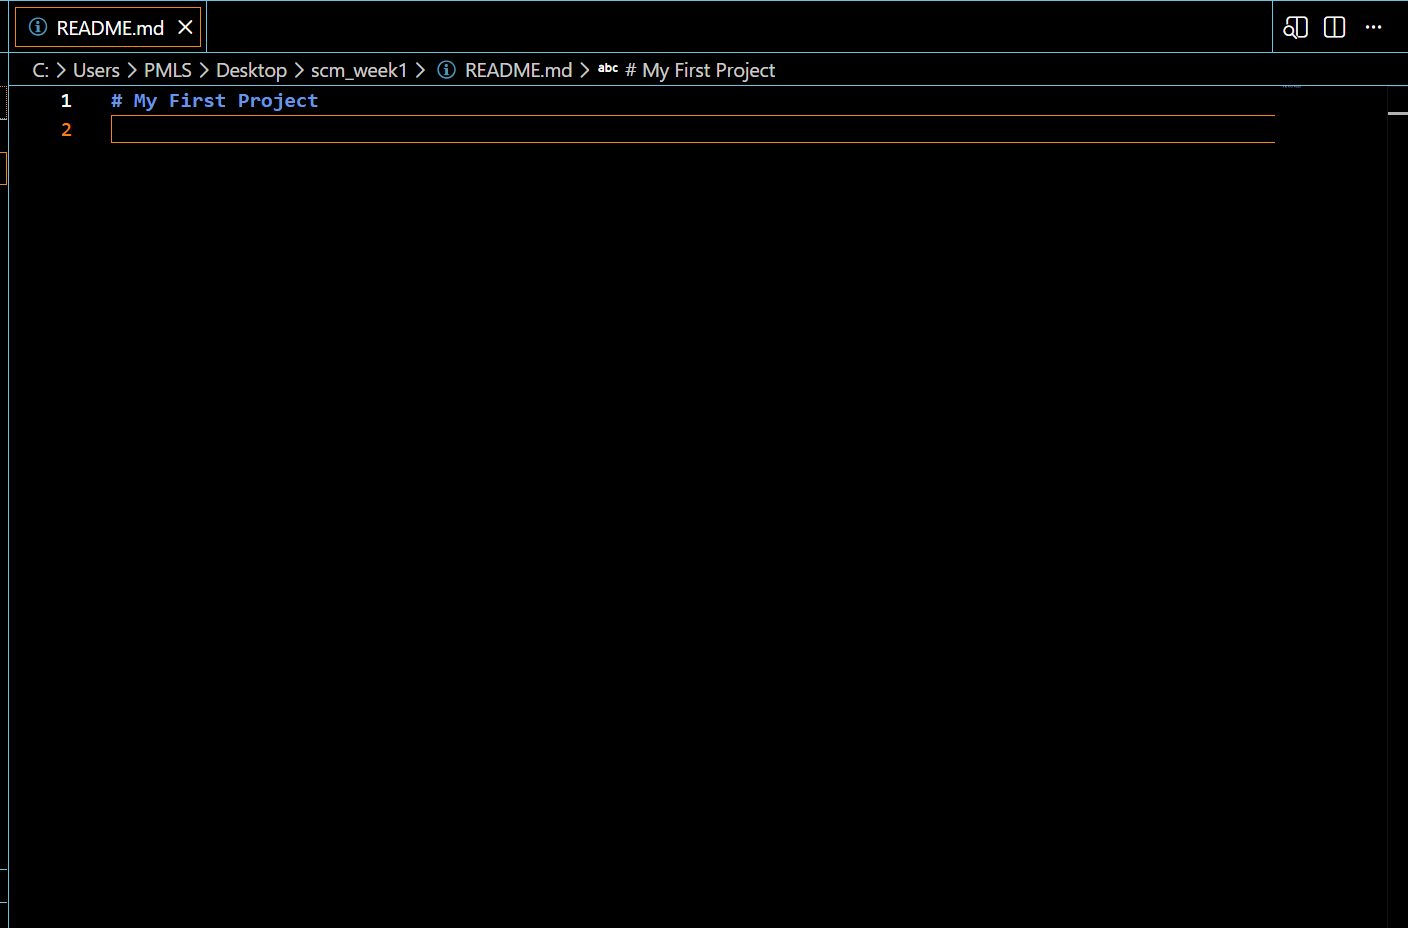 README.md
C: > Users > PMLS > Desktop > scm_week1 > README.md > abc # My First Project
1 # My First Project
2